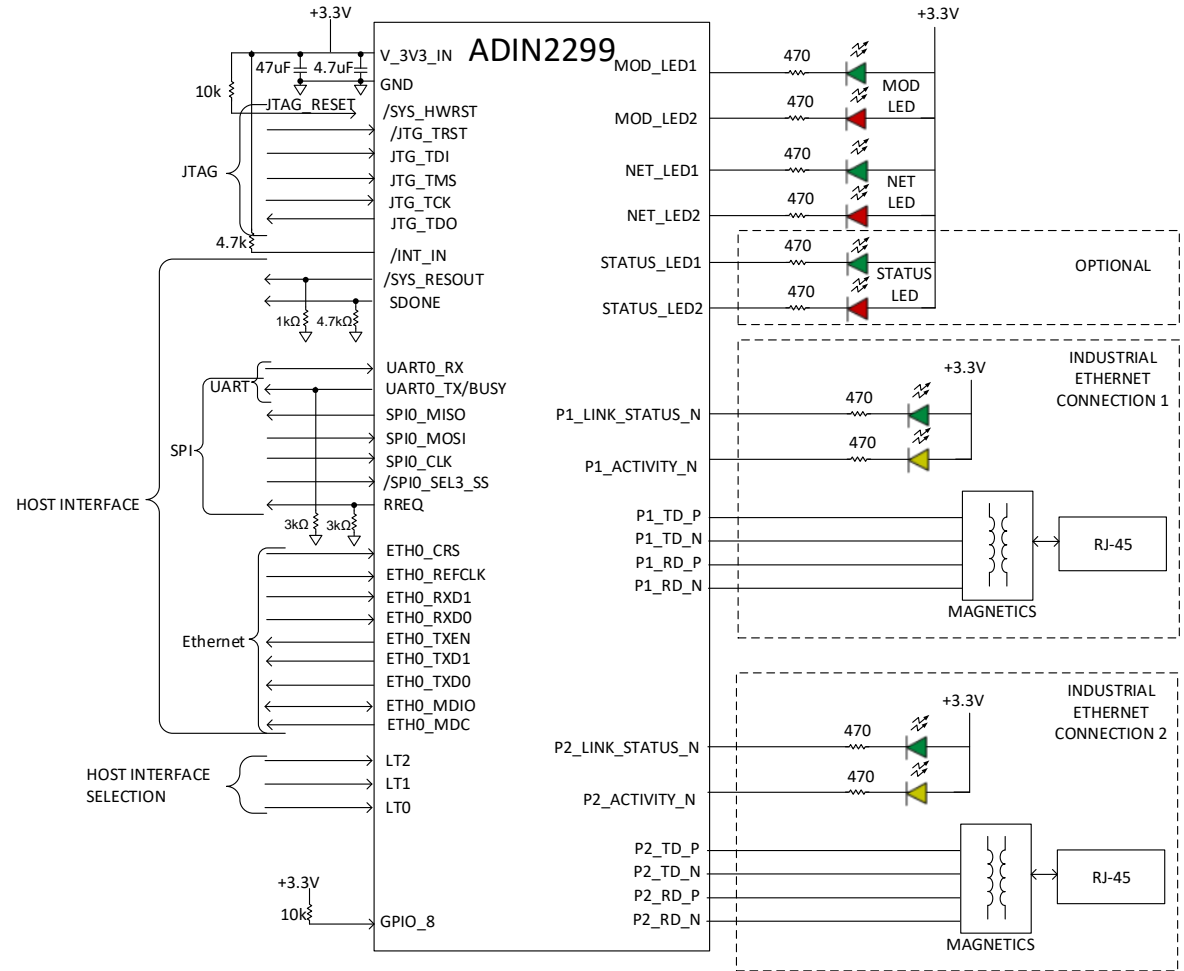 +3.3V
+3.3V
ADIN2299
V_3V3_IN
47uF
4.7uF
GND
10k
JTAG_RESET
/SYS_HWRST
/JTG_TRST
JTG_TDI
JTG_TMS
JTG_TCK
JTG_TDO
JTAG
4.7k
/INT_IN
/SYS_RESOUT
SDONE
1kΩ
4.7kΩ
UART0_RX
UART
UART0_TX/BUSY
SPI0_MISO
SPI0_MOSI
SPI
SPI0_CLK
/SPI0_SEL3_SS
HOST INTERFACE
RREQ
3kΩ
3kΩ
ETH0_CRS
ETH0_REFCLK
ETH0_RXD1
ETH0_RXD0
Ethernet
ETH0_TXEN
ETH0_TXD1
ETH0_TXD0
ETH0_MDIO
ETH0_MDC
LT2
HOST INTERFACE
SELECTION
LT1
LT0
+3.3V
10k
GPIO_8
MOD_LED1
470
MOD
LED
MOD_LED2
470
NET_LED1
470
NET
LED
NET_LED2
470
STATUS_LED1
470
STATUS
LED
OPTIONAL
STATUS_LED2
470
INDUSTRIAL
ETHERNET
CONNECTION 1
+3.3V
P1_LINK_STATUS_N
470
P1_ACTIVITY_N
470
P1_TD_P
P1_TD_N
P1_RD_P
P1_RD_N
RJ-45
MAGNETICS
INDUSTRIAL
ETHERNET
CONNECTION 2
+3.3V
P2_LINK_STATUS_N
470
P2_ACTIVITY_N
470
P2_TD_P
P2_TD_N
P2_RD_P
P2_RD_N
RJ-45
MAGNETICS